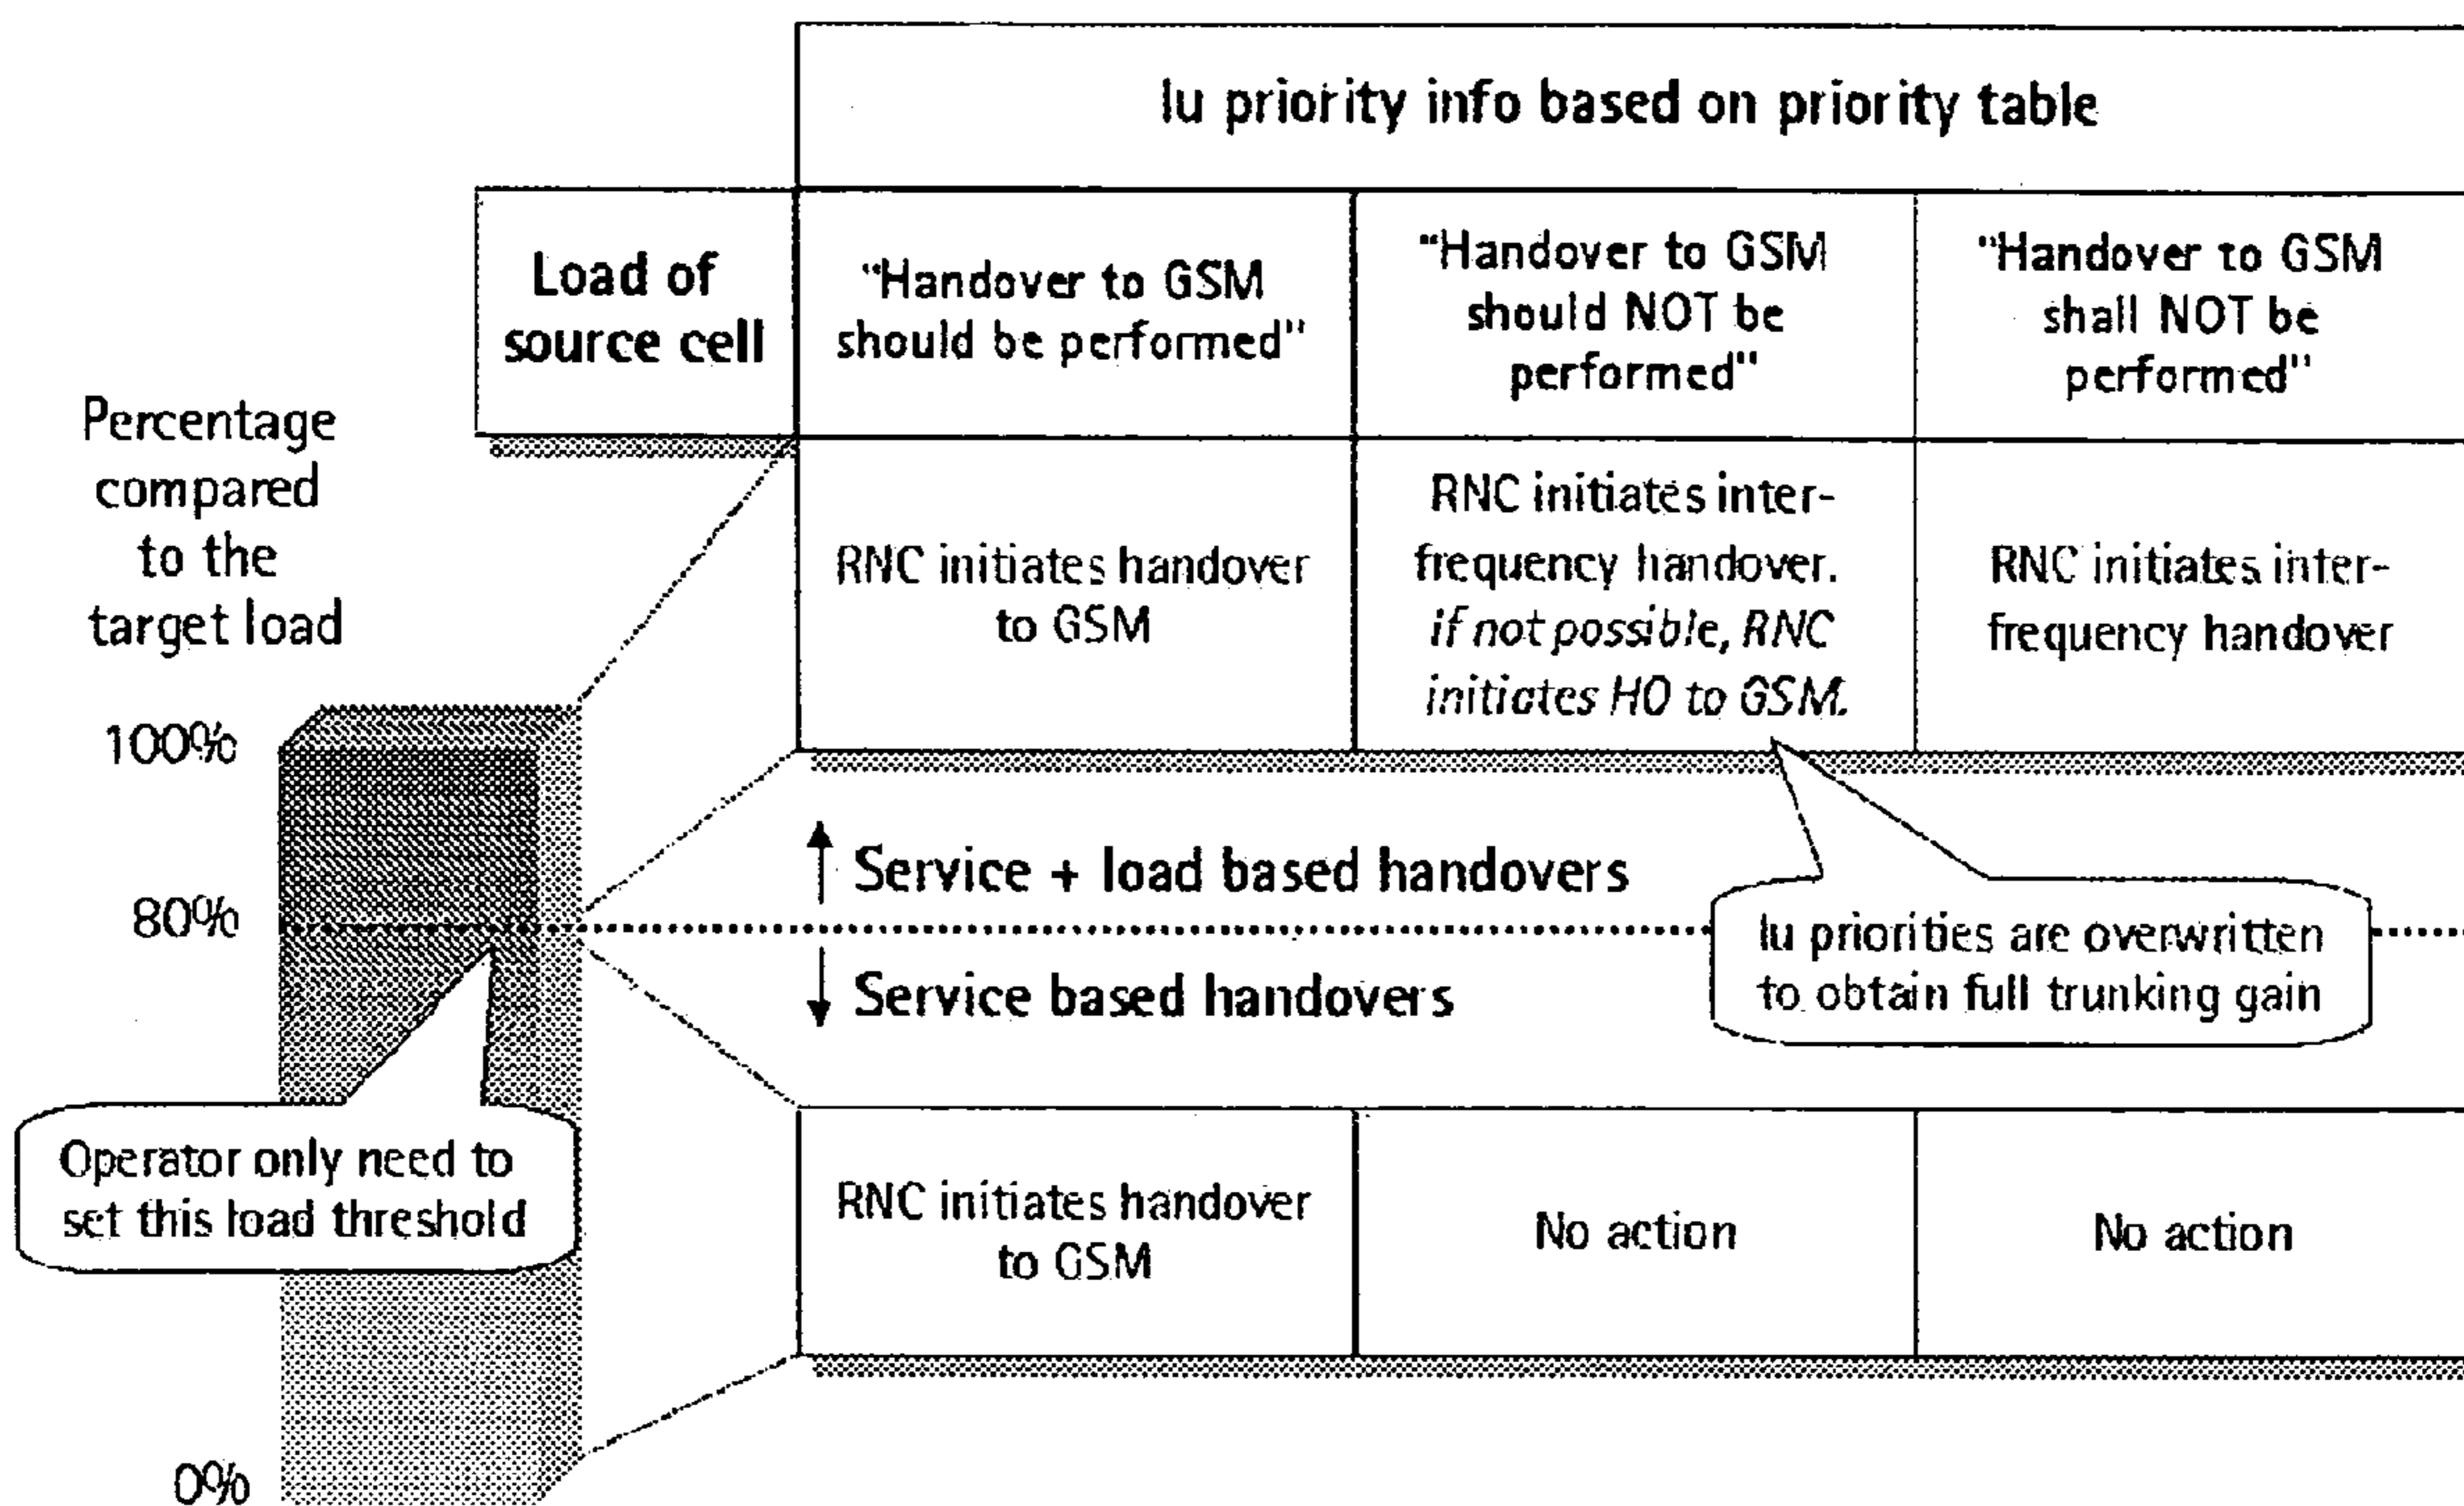 Iu priority info based on priority table
Load of
source cell
"Handover to GSM
should be performed"
"Handover to GSM
should NOT be
performed"
"Handover to GSM
shall NOT be
performed"
Percentage
compared
to the
target load
RNC initiates handover
to GSM
RNC initiates inter-
frequency handover.
if not possible, RNC
initiates HO to GSM.
RNC initiates inter-
frequency handover
100%
80%
0%
Service + load based handovers
Service based handovers
Iu priorities are overwritten
to obtain full trunking gain
Operator only need to
set this load threshold
RNC initiates handover
to GSM
No action
No action